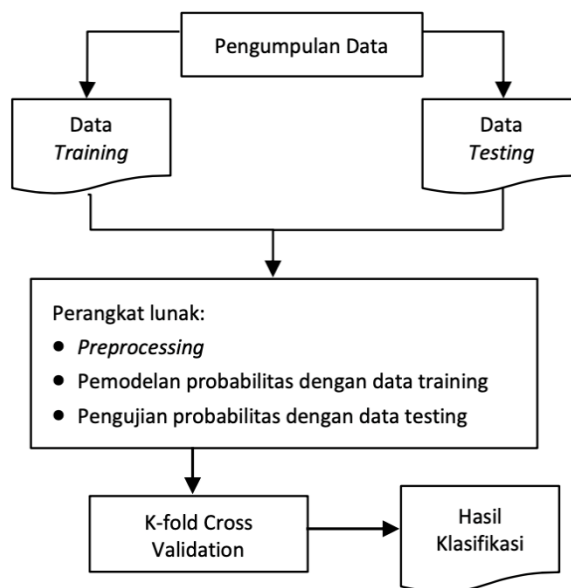 Pengumpulan Data
Data
Training
Data
Testing
Perangkat lunak:
● Preprocessing
● Pemodelan probabilitas dengan data training
● Pengujian probabilitas dengan data testing
K-fold Cross
Validation
Hasil
Klasifikasi